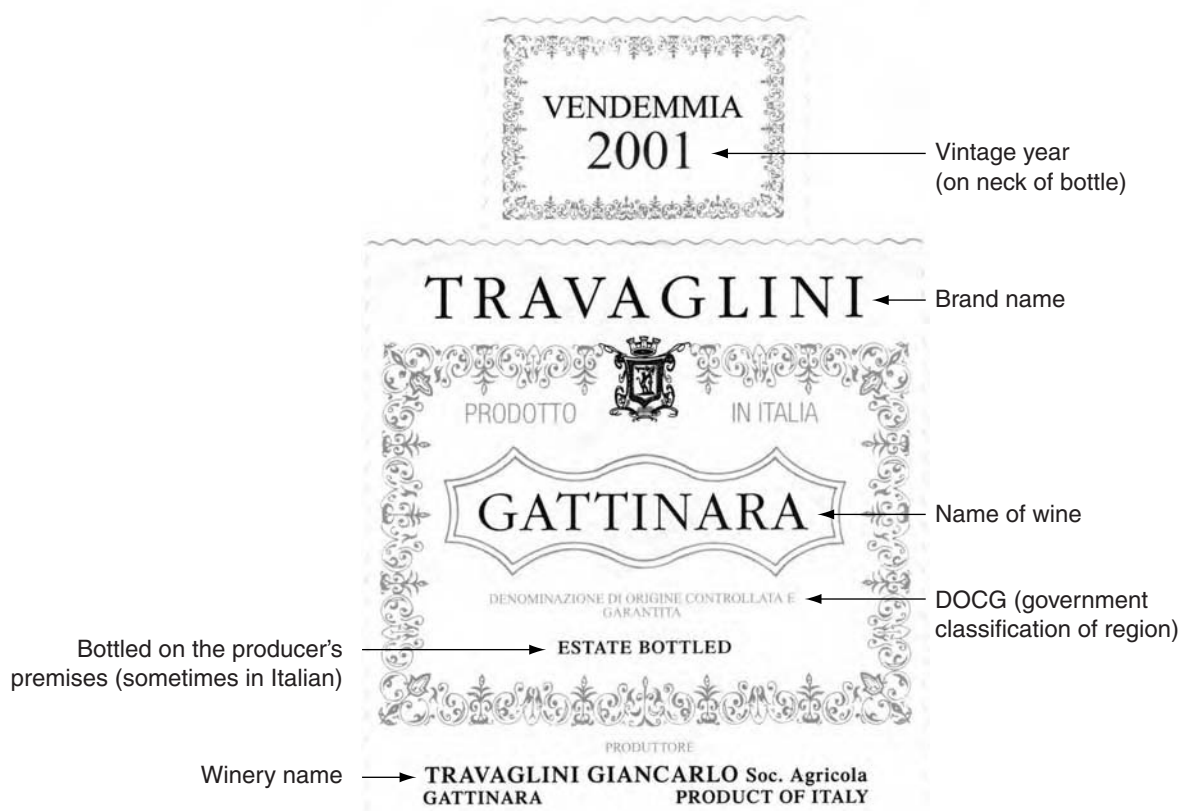 VENDEMMIA
2001
Vintage year
(on neck of bottle)
TRAVAGLINI
Brand name
PRODOTTO IN ITALIA
GATTINARA
Name of wine
DENOMINAZIONE DI ORIGINE CONTROLLATA E
GARANTITA
DOCG (government
classification of region)
ESTATE BOTTLED
Bottled on the producer's
premises (sometimes in Italian)
PRODUTTORE
Winery name
TRAVAGLINI GIANCARLO Soc. Agricola
GATTINARA PRODUCT OF ITALY